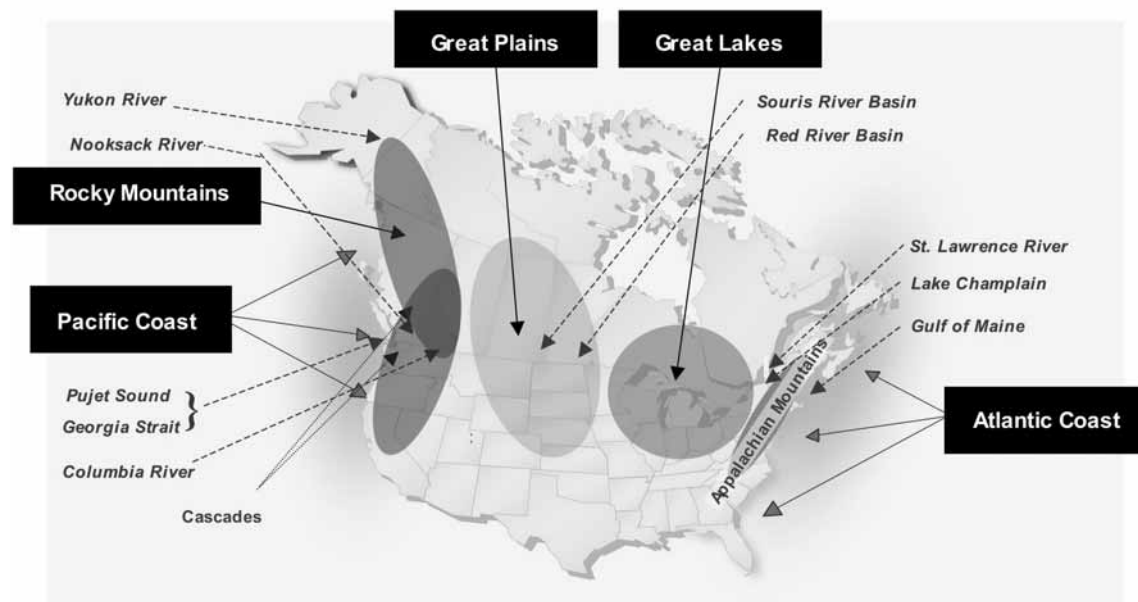 Great Plains
Great Lakes
Yukon River
Nooksack River
Souris River Basin
Red River Basin
Rocky Mountains
St. Lawrence River
Lake Champlain
Gulf of Maine
Pacific Coast
Pujet Sound
Georgia Strait
Columbia River
Cascades
Appalachian Mountains
Atlantic Coast